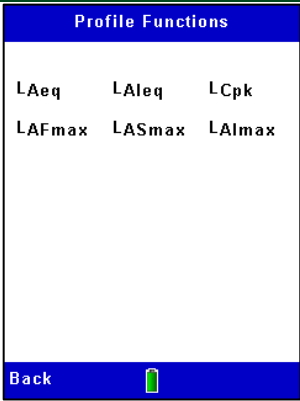 Profile Functions
LAeq LAIeq LCpk
LAFmax LASmax LAImax
Back